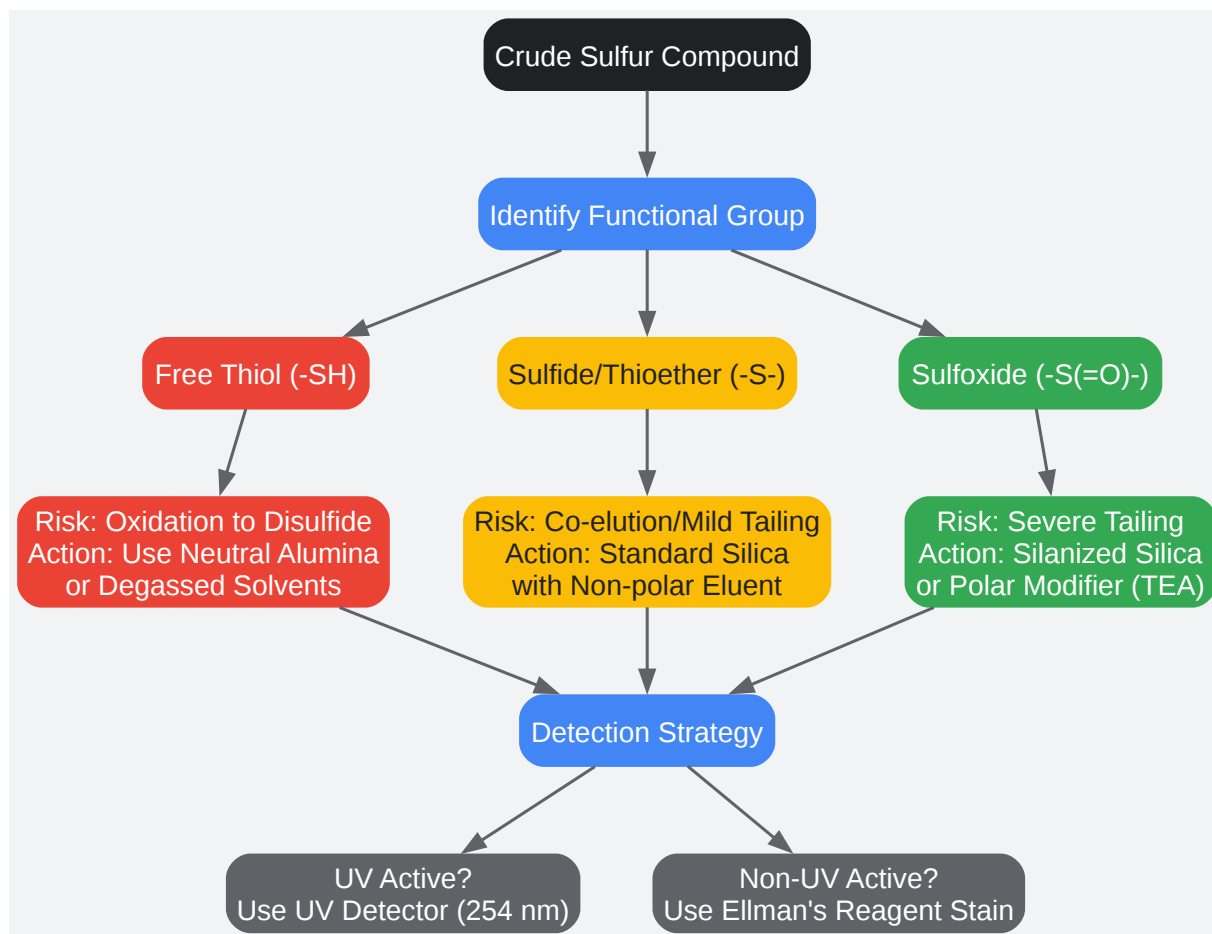 Crude Sulfur Compound
Identify Functional Group
Free Thiol (-SH)
Sulfide/Thioether (-S-)
Sulfoxide (-S(=O)-)
Risk: Oxidation to Disulfide
Action: Use Neutral Alumina
or Degassed Solvents
Risk: Co-elution/Mild Tailing
Action: Standard Silica
with Non-polar Eluent
Risk: Severe Tailing
Action: Silanized Silica
or Polar Modifier (TEA)
Detection Strategy
UV Active?
Use UV Detector (254 nm)
Non-UV Active?
Use Ellman's Reagent Stain